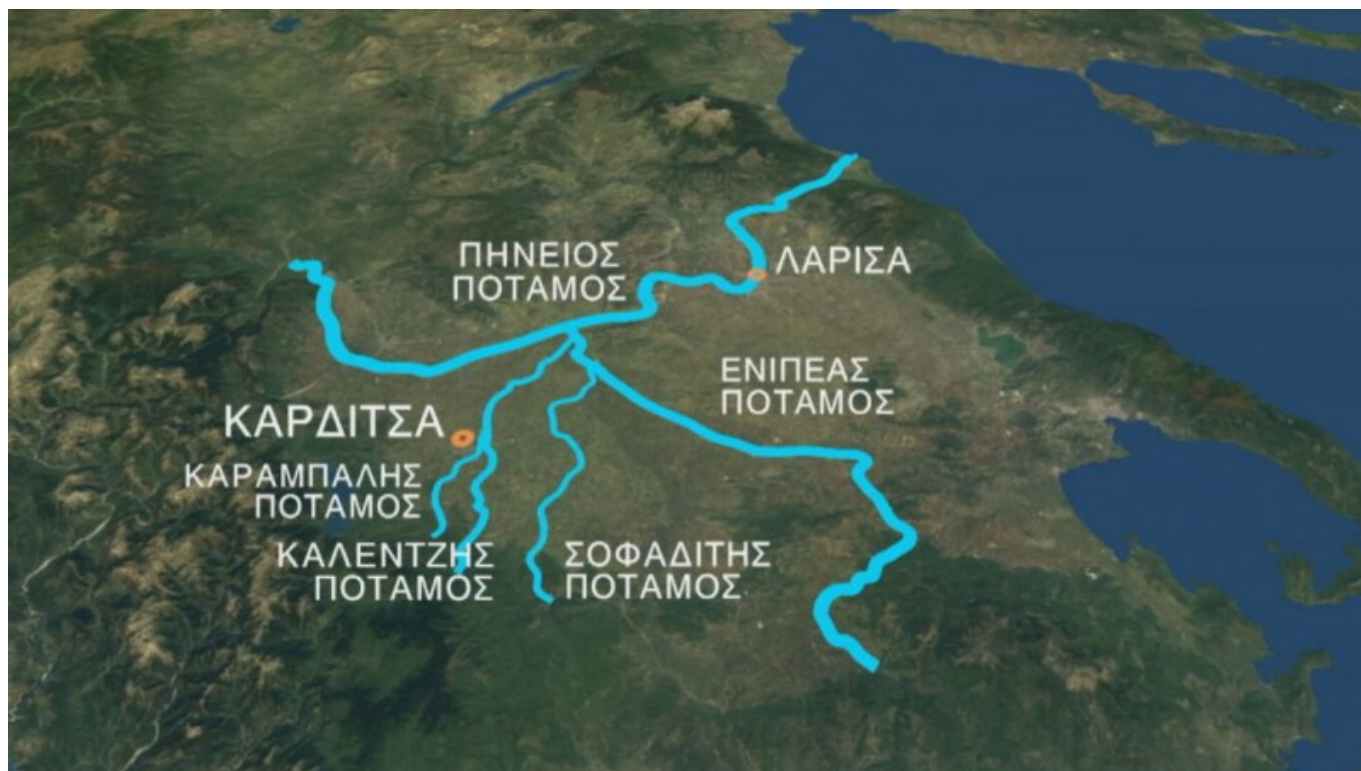 ΠΗΝΕΙΟΣ
ΠΟΤΑΜΟΣ
ΛΑΡΙΣΑ
ΕΝΙΠΕΑΣ
ΠΟΤΑΜΟΣ
ΚΑΡΔΙΤΣΑ
ΚΑΡΑΜΠΑΛΗΣ
ΠΟΤΑΜΟΣ
ΚΑΛΕΝΤΖΗΣ
ΠΟΤΑΜΟΣ
ΣΟΦΑΔΙΤΗΣ
ΠΟΤΑΜΟΣ